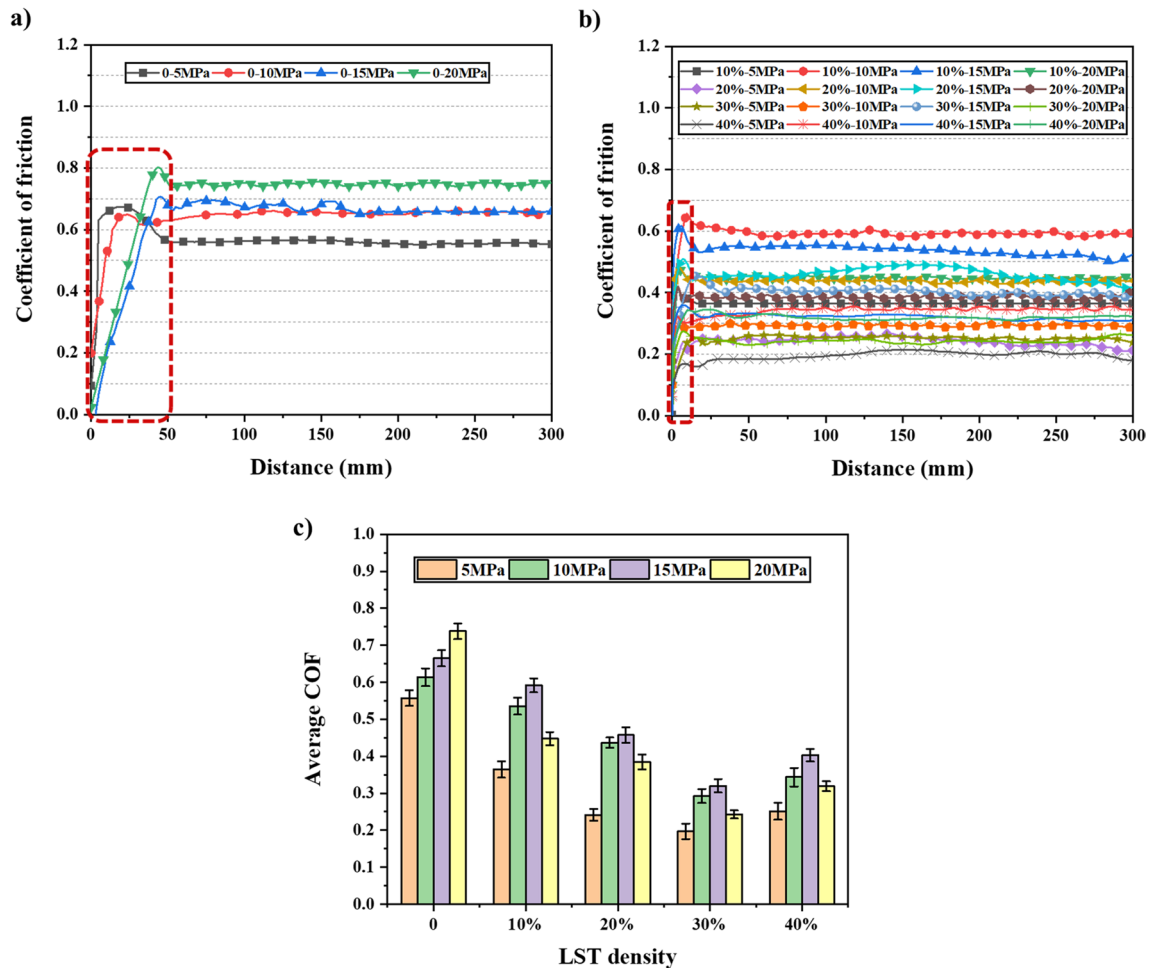 a)
1.2
1.0
0.8
0.6
0.4
0.2
0.0
Coefficient of friction
0-5MPa 0-10MPa 0-15MPa 0-20MPa
0 50 100 150 200 250 300
Distance (mm)
b)
1.2
1.0
0.8
0.6
0.4
0.2
0.0
Coefficient of frition
10%-5MPa 10%-10MPa 10%-15MPa 10%-20MPa
20%-5MPa 20%-10MPa 20%-15MPa 20%-20MPa
30%-5MPa 30%-10MPa 30%-15MPa 30%-20MPa
40%-5MPa 40%-10MPa 40%-15MPa 40%-20MPa
0 50 100 150 200 250 300
Distance (mm)
c)
1.0
0.9
0.8
0.7
0.6
0.5
0.4
0.3
0.2
0.1
0.0
Average COF
5MPa 10MPa 15MPa 20MPa
0 10% 20% 30% 40%
LST density